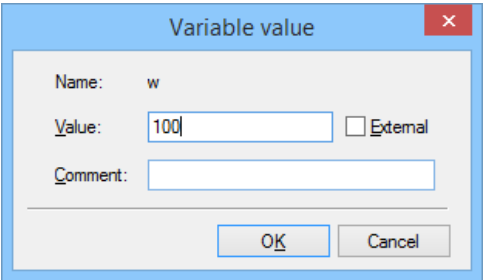 Variable value
Name: w
Value: 100 External
Comment:
OK Cancel